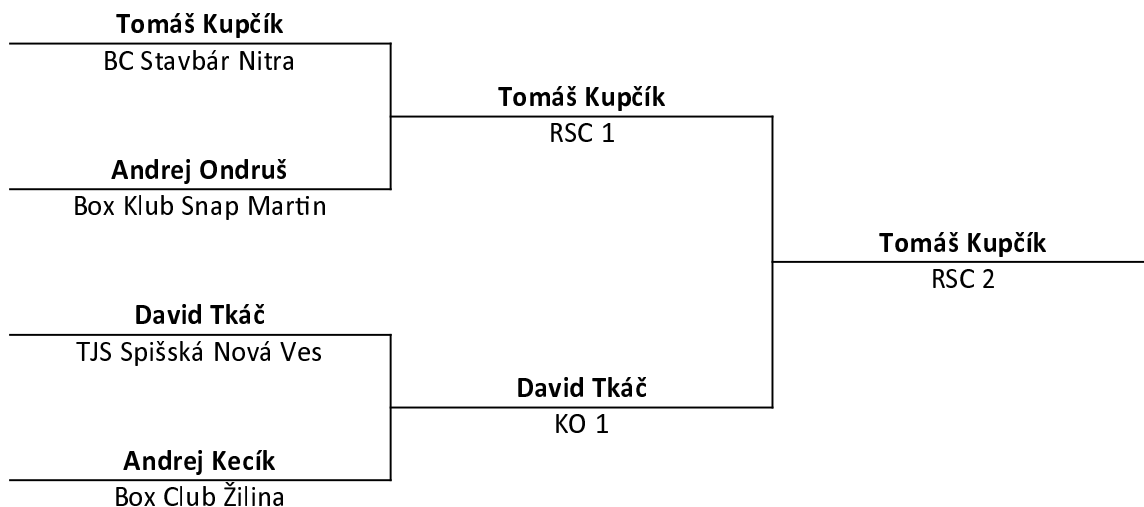 Tomáš Kupčík
BC Stavbár Nitra
Tomáš Kupčík
RSC 1
Andrej Ondruš
Box Klub Snap Martin
Tomáš Kupčík
RSC 2
David Tkáč
TJS Spišská Nová Ves
David Tkáč
KO 1
Andrej Kecík
Box Club Žilina